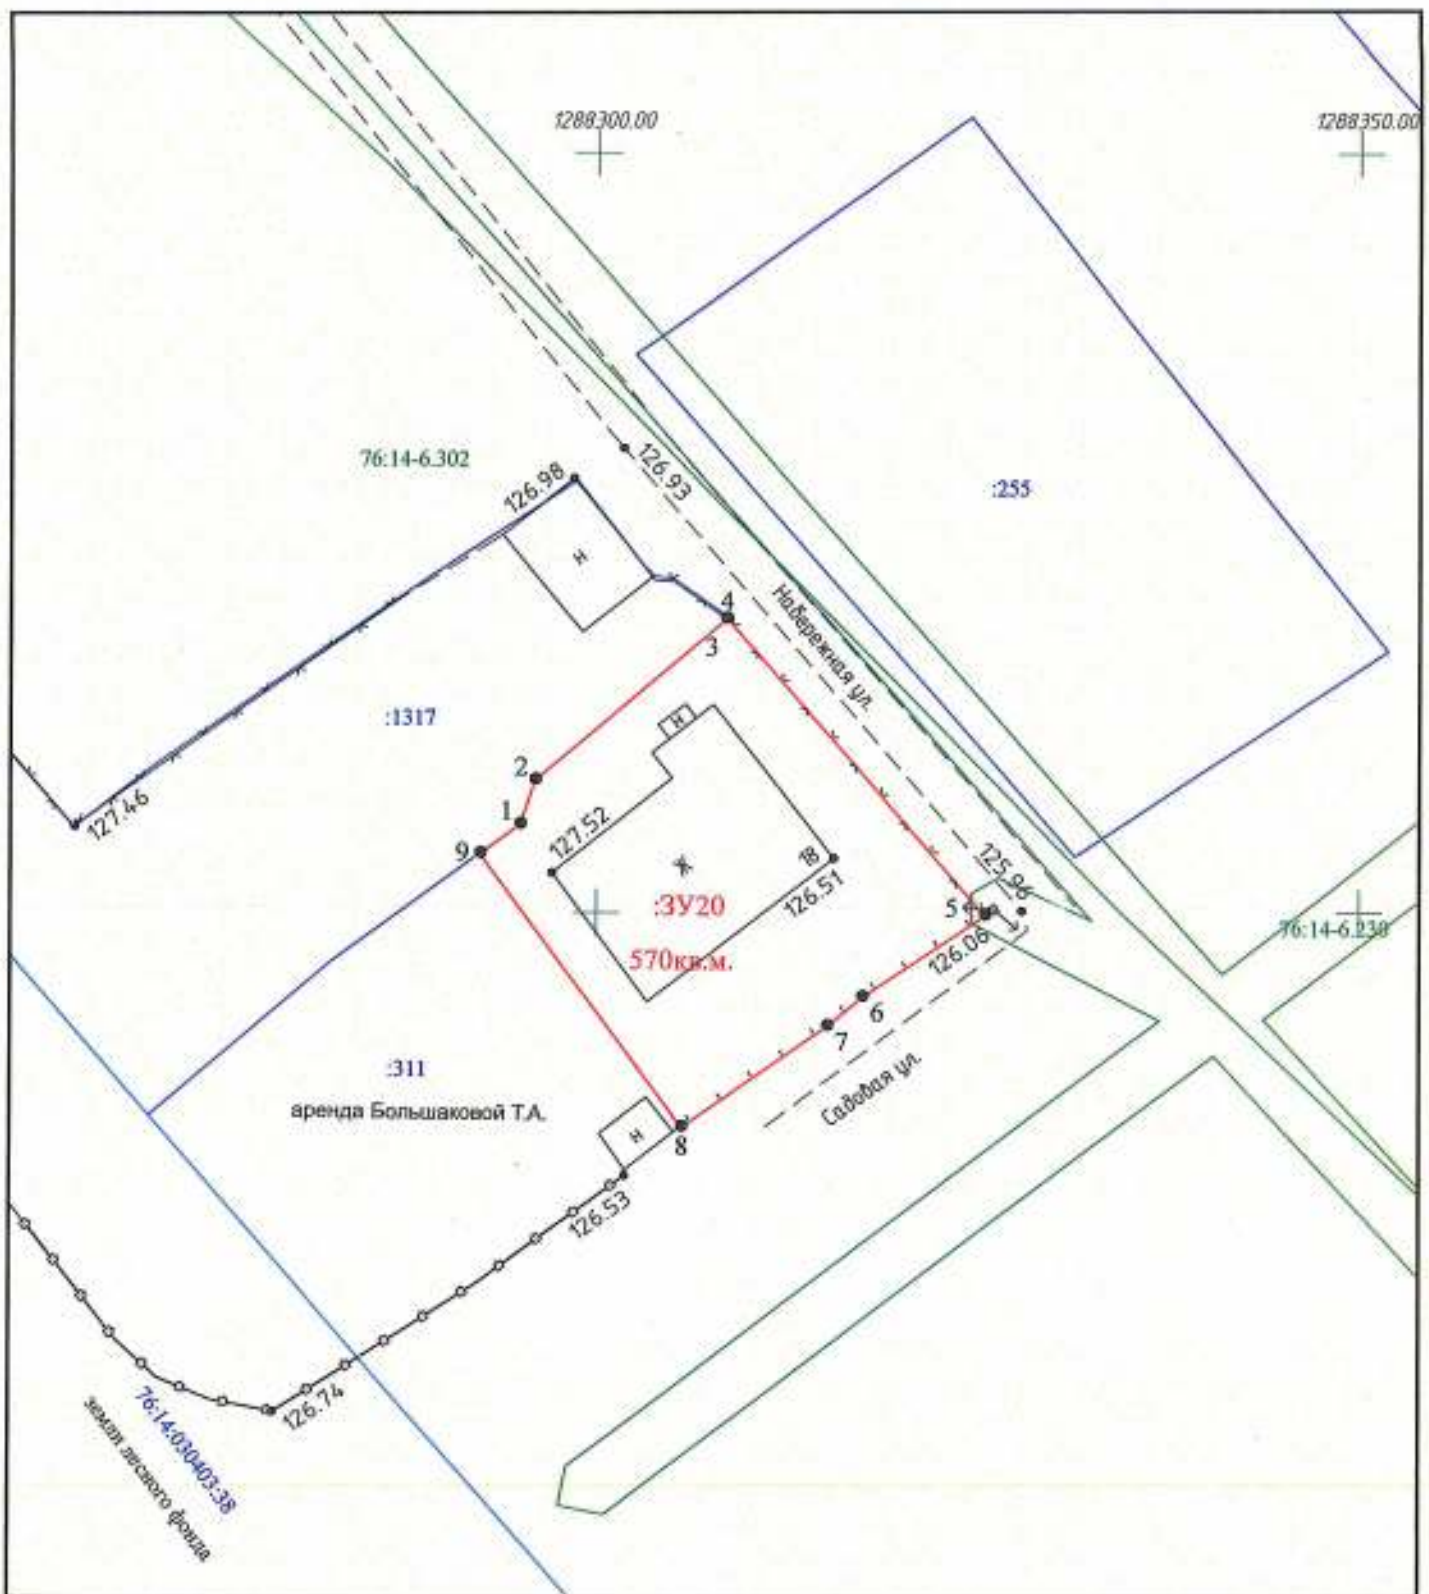 1288300.00
1288350.00
76:14-6.302
126.98
126.93
:255
н
4
3
Набережная ул.
:1317
н
2
1
127.46
9
127.52
ж
18
126.51
:ЗУ20
570кв.м.
125.96
5
126.06
76:14-6.230
6
7
Садовая ул.
:311
аренда Большаковой Т.А.
н
8
126.53
126.74
76:14:030403:38
земли лесного фонда